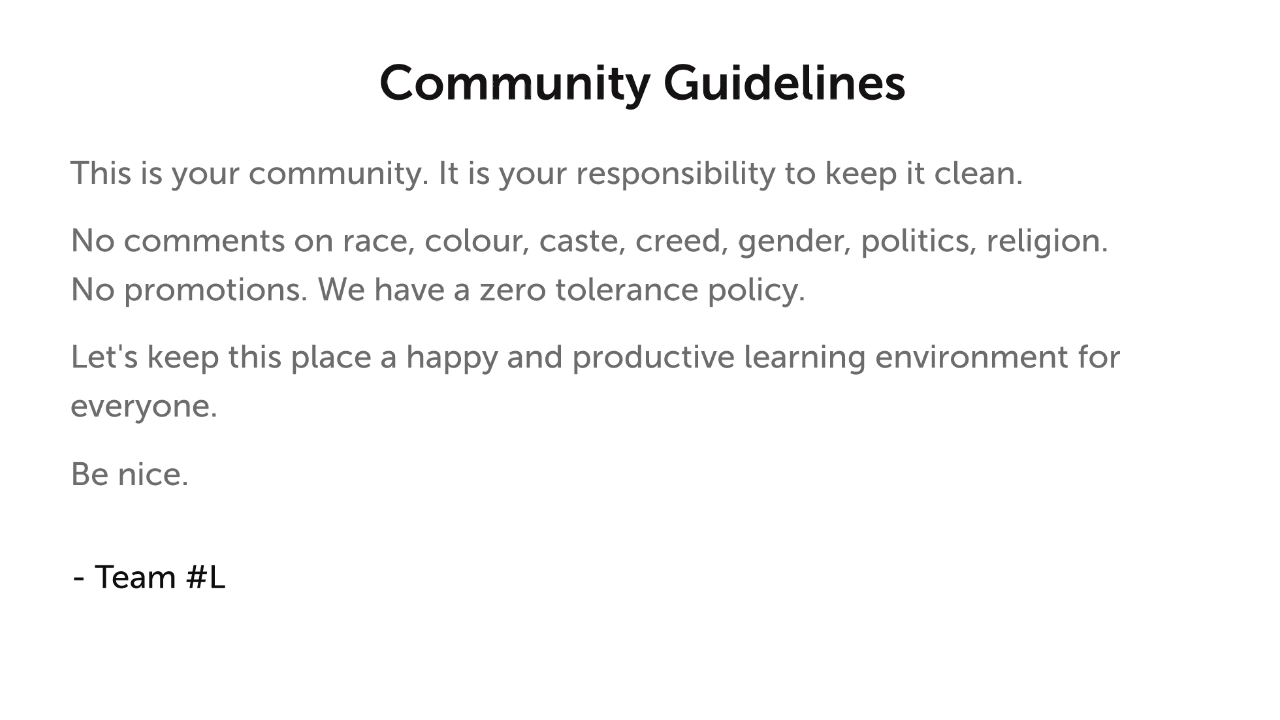 Community Guidelines
This is your community. It is your responsibility to keep it clean.
No comments on race, colour, caste, creed, gender, politics, religion.
No promotions. We have a zero tolerance policy.
Let's keep this place a happy and productive learning environment for
everyone.
Be nice.
- Team #L